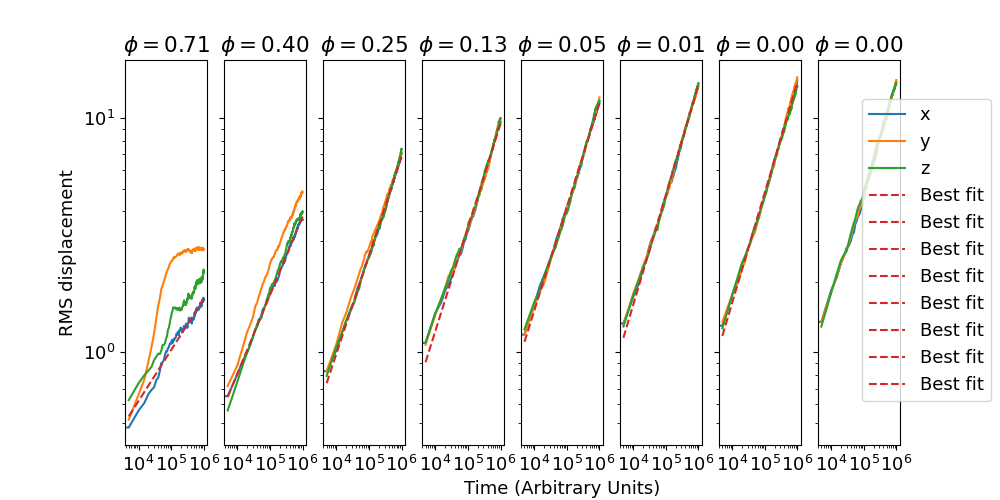 ϕ = 0.71 ϕ = 0.40 ϕ = 0.25 ϕ = 0.13 ϕ = 0.05 ϕ = 0.01 ϕ = 0.00 ϕ = 0.00
10¹
10⁰
RMS displacement
10⁴ 10⁵ 10⁶ 10⁴ 10⁵ 10⁶ 10⁴ 10⁵ 10⁶ 10⁴ 10⁵ 10⁶ 10⁴ 10⁵ 10⁶ 10⁴ 10⁵ 10⁶ 10⁴ 10⁵ 10⁶ 10⁴ 10⁵ 10⁶
Time (Arbitrary Units)
x
y
z
Best fit
Best fit
Best fit
Best fit
Best fit
Best fit
Best fit
Best fit